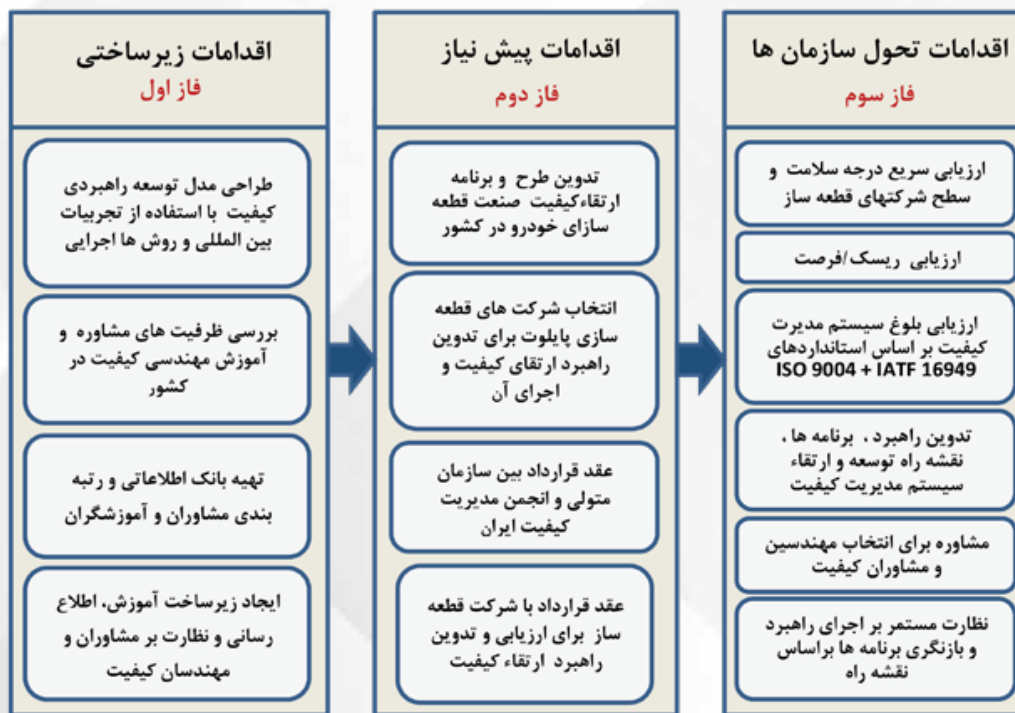 اقدامات زیرساختی
فاز اول
طراحی مدل توسعه راهبردی
کیفیت با استفاده از تجربیات
بین المللی و روش ها اجرایی
بررسی ظرفیت های مشاوره و
آموزش مهندسی کیفیت در
کشور
تهیه بانک اطلاعاتی و رتبه
بندی مشاوران و آموزشگران
ایجاد زیرساخت آموزش، اطلاع
رسانی و نظارت بر مشاوران و
مهندسان کیفیت
اقدامات پیش نیاز
فاز دوم
تدوین طرح و برنامه
ارتقاءکیفیت صنعت قطعه
سازای خودرو در کشور
انتخاب شرکت های قطعه
سازی پایلوت برای تدوین
راهبرد ارتقای کیفیت و
اجرای آن
عقد قرارداد بین سازمان
متولی و انجمن مدیریت
کیفیت ایران
عقد قرارداد با شرکت قطعه
ساز برای ارزیابی و تدوین
راهبرد ارتقاء کیفیت
اقدامات تحول سازمان ها
فاز سوم
ارزیابی سریع درجه سلامت و
سطح شرکتهای قطعه ساز
ارزیابی ریسک/فرصت
ارزیابی بلوغ سیستم مدیرت
کیفیت بر اساس استانداردهای
ISO 9004 + IATF 16949
تدوین راهبرد ، برنامه ها ،
نقشه راه توسعه و ارتقاء
سیستم مدیریت کیفیت
مشاوره برای انتخاب مهندسین
و مشاوران کیفیت
نظارت مستمر بر اجرای راهبرد
و بازنگری برنامه ها براساس
نقشه راه